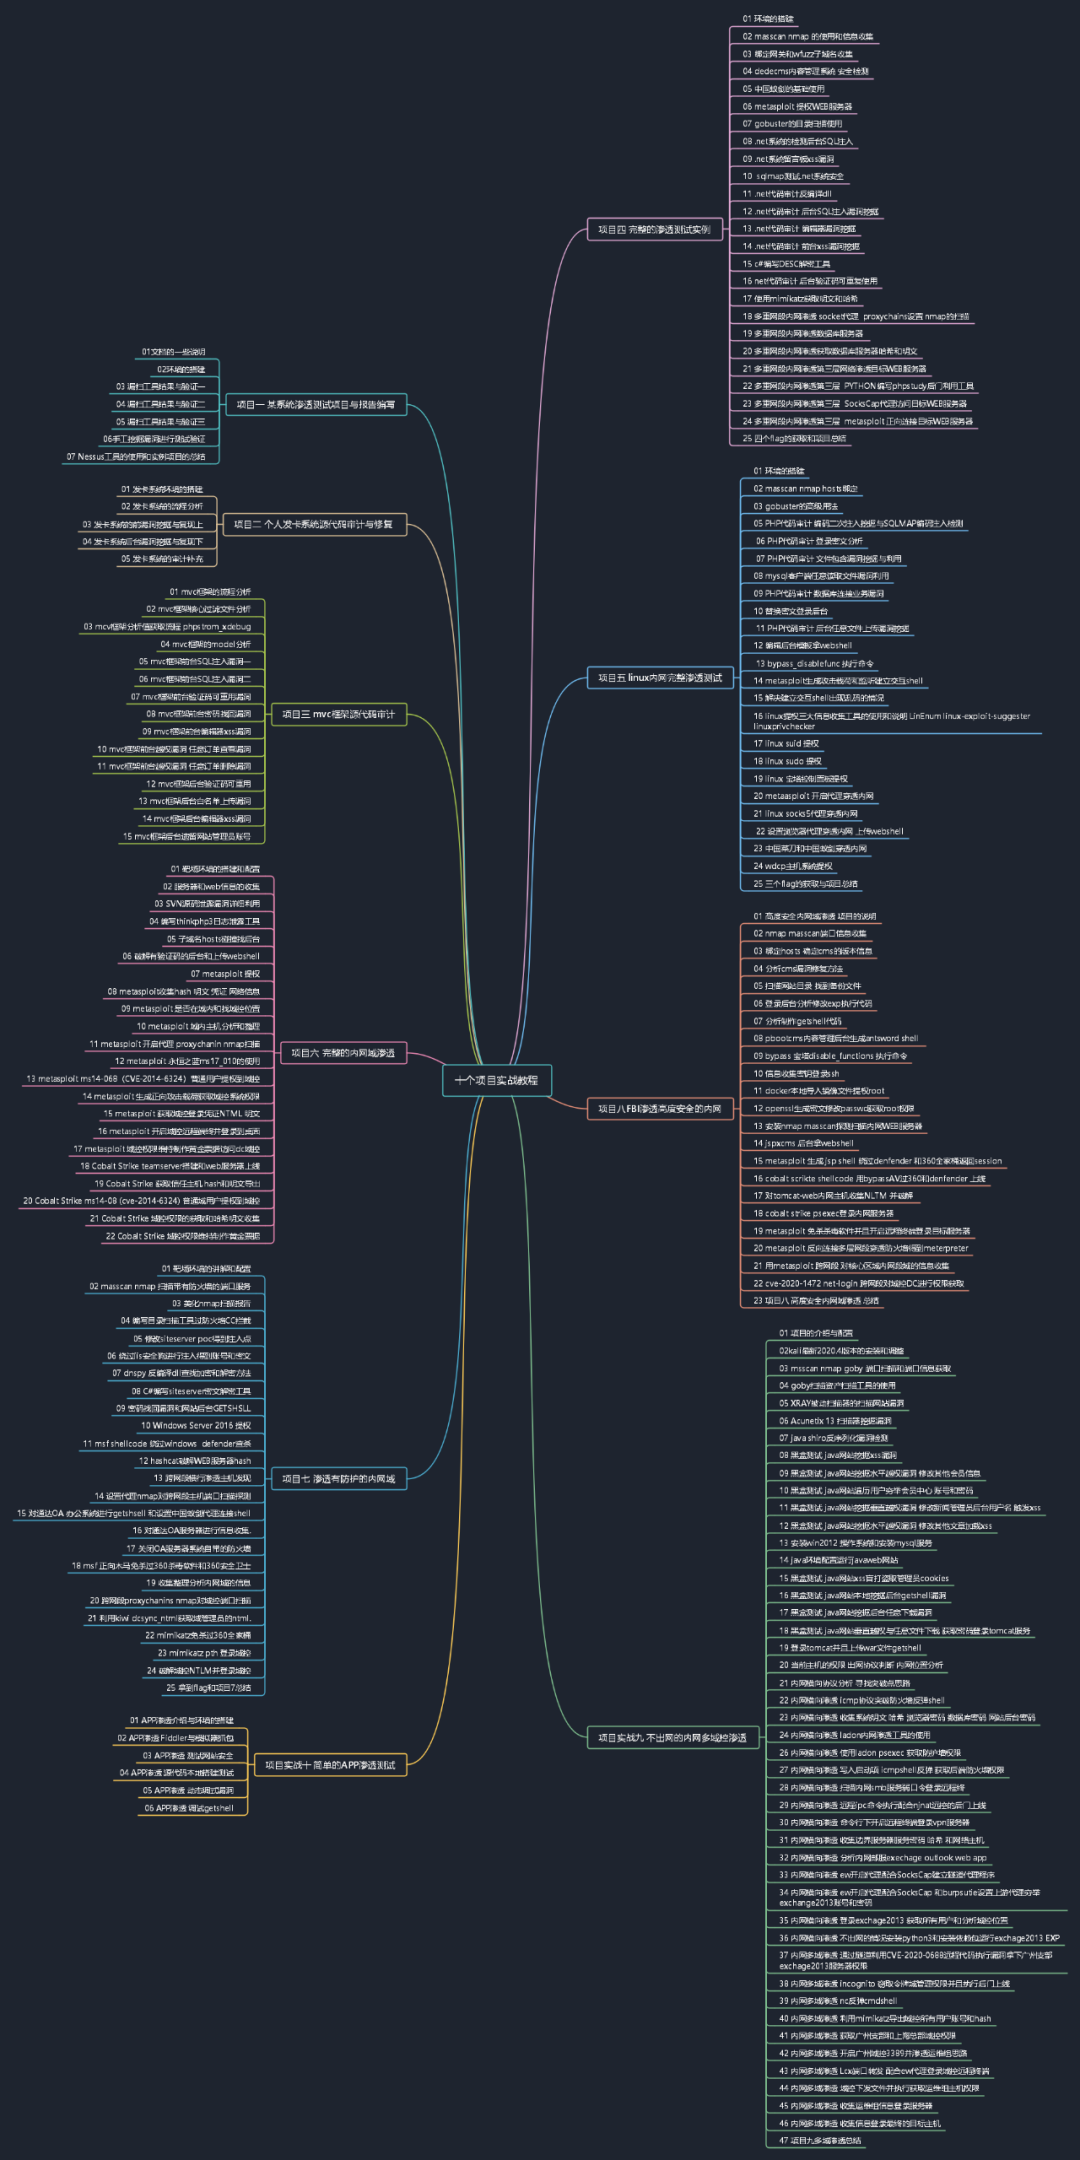 十个项目实战教程
项目一 某系统渗透测试项目与报告编写
01文档的一些说明
02环境的搭建
03 漏扫工具结果与验证一
04 漏扫工具结果与验证二
05 漏扫工具结果与验证三
06手工挖掘漏洞进行测试验证
07 Nessus工具的使用和实例项目的总结
项目二 个人发卡系统源代码审计与修复
01 发卡系统环境的搭建
02 发卡系统的流程分析
03 发卡系统的前漏洞挖掘与复现上
04 发卡系统后台漏洞挖掘与复现下
05 发卡系统的审计补充
项目三 mvc框架源代码审计
01 mvc框架的流程分析
02 mvc框架核心过滤文件分析
03 mcv框架分析值获取流程 phpstrom_xdebug
04 mvc框架的model分析
05 mvc框架前台SQL注入漏洞一
06 mvc框架前台SQL注入漏洞二
07 mvc框架前台验证码可重用漏洞
08 mvc框架前台密码找回漏洞
09 mvc框架前台编辑器xss漏洞
10 mvc框架前台越权漏洞 任意订单查看漏洞
11 mvc框架前台越权漏洞 任意订单删除漏洞
12 mvc框架后台验证码可重用
13 mvc框架后台白名单上传漏洞
14 mvc框架后台编辑器xss漏洞
15 mvc框架后台遗留网站管理员账号
项目六 完整的内网域渗透
01 靶场环境的搭建和配置
02 服务器和web信息的收集
03 SVN源码泄露漏洞详细利用
04 编写thinkphp3日志泄露工具
05 子域名hosts碰撞找后台
06 破解有验证码的后台和上传webshell
07 metasploit 提权
08 metasploit收集hash 明文 凭证 网络信息
09 metasploit 是否在域内和找域控位置
10 metasploit 域内主机分析和整理
11 metasploit 开启代理 proxychanin nmap扫描
12 metasploit 永恒之蓝ms17_010的使用
13 metasploit ms14-068（CVE-2014-6324）普通用户提权到域控
14 metasploit 生成正向攻击载荷获取域控系统权限
15 metasploit 获取域控登录凭证NTML 明文
16 metasploit 开启域控远程终端并登录到桌面
17 metasploit 域控权限维持制作黄金票据访问dc域控
18 Cobalt Strike teamserver搭建和web服务器上线
19 Cobalt Strike 获取信任主机 hash和明文导出
20 Cobalt Strike ms14-08 (cve-2014-6324) 普通域用户提权到域控
21 Cobalt Strike 域控权限的获取和哈希明文收集
22 Cobalt Strike 域控权限维持制作黄金票据
项目七 渗透有防护的内网域
01 靶场环境的讲解和配置
02 masscan nmap 扫描带有防火墙的端口服务
03 美化nmap扫描报告
04 编写目录扫描工具过防火墙CC拦截
05 修改siteserver poc得到注入点
06 绕过iis安全狗进行注入得到账号和密文
07 dnspy 反编译dll查找加密和解密方法
08 C#编写siteserver密文解密工具
09 密码找回漏洞和网站后台GETSHSLL
10 Windows Server 2016 提权
11 msf shellcode 绕过windows defender查杀
12 hashcat破解WEB服务器hash
13 跨网段横行渗透主机发现
14 设置代理nmap对跨网段主机端口扫描探测
15 对通达OA 办公系统进行getshsell 和设置中国蚁剑代理连接shell
16 对通达OA服务器进行信息收集.
17 关闭OA服务器系统自带的防火墙
18 msf 正向木马免杀过360杀毒软件和360安全卫士
19 收集整理分析内网域的信息
20 跨网段proxychanins nmap对域控端口扫描
21 利用kiwi dcsync_ntml获取域管理员的ntml.
22 mimikatz免杀过360全家桶
23 mimikatz pth 登录域控
24 破解域控NTLM并登录域控
25 拿到flag和项目7总结
项目实战十 简单的APP渗透测试
01 APP渗透介绍与环境的搭建
02 APP渗透 Fiddler与模拟器抓包
03 APP渗透 测试网站安全
04 APP渗透 源代码本地搭建测试
05 APP渗透 动态调式漏洞
06 APP渗透 调试getshell
项目四 完整的渗透测试实例
01 环境的搭建
02 masscan nmap 的使用和信息收集
03 绑定网关和wfuzz子域名收集
04 dedecms内容管理系统 安全检测
05 中国蚁剑的基础使用
06 metasploit 提权WEB服务器
07 gobuster的目录扫描使用
08 .net系统的检测后台SQL注入
09 .net系统留言板xss漏洞
10 sqlmap测试.net系统安全
11 .net代码审计反编译dll
12 .net代码审计 后台SQL注入漏洞挖掘
13 .net代码审计 编辑器漏洞挖掘
14 .net代码审计 前台xss漏洞挖掘
15 c#编写DESC解密工具
16 net代码审计 后台验证码可重复使用
17 使用mimikatz获取明文和哈希
18 多重网段内网渗透 socket代理 proxychains设置 nmap的扫描
19 多重网段内网渗透数据库服务器
20 多重网段内网渗透获取数据库服务器哈希和明文
21 多重网段内网渗透第三层网络渗透目标WEB服务器
22 多重网段内网渗透第三层 PYTHON 编写phpstudy后门利用工具
23 多重网段内网渗透第三层 SocksCap代理访问目标WEB服务器
24 多重网段内网渗透第三层 metasploit 正向连接目标WEB服务器
25 四个flag的获取和项目总结
项目五 linux内网完整渗透测试
01 环境的搭建
02 masscan nmap hosts绑定
03 gobuster的高级用法
05 PHP代码审计 编码二次注入挖掘与SQLMAP编码注入检测
06 PHP代码审计 登录密文分析
07 PHP代码审计 文件包含漏洞挖掘与利用
08 mysql客户端任意读取文件漏洞利用
09 PHP代码审计 数据库连接业务漏洞
10 替换密文登录后台
11 PHP代码审计 后台任意文件上传漏洞挖掘
12 编辑后台模板拿webshell
13 bypass_disablefunc 执行命令
14 metasploit生成攻击载荷和监听建立交互shell
15 解决建立交互shell出现乱码的情况
16 linux提权三大信息收集工具的使用和说明 LinEnum linux-exploit-suggester
linuxprivchecker
17 linux suid 提权
18 linux sudo 提权
19 linux 宝塔控制面板提权
20 metaasploit 开启代理穿透内网
21 linux socks5代理穿透内网
22 设置浏览器代理穿透内网 上传webshell
23 中国菜刀和中国蚁剑穿透内网
24 wdcp主机系统提权
25 三个flag的获取与项目总结
项目八FBI渗透高度安全的内网
01 高度安全内网域渗透 项目的说明
02 nmap masscan端口信息收集
03 绑定hosts 确定cms的版本信息
04 分析cms漏洞修复方法
05 扫描网站目录 找到备份文件
06 登录后台分析修改exp执行代码
07 分析制作getshell代码
08 pbootcms内容管理后台生成antsword shell
09 bypass 宝塔disable_functions 执行命令
10 信息收集密钥登录ssh
11 docker本地导入镜像文件提权root
12 openssl生成密文修改passwd获取root权限
13 安装nmap masscan探测扫描内网WEB服务器
14 jspxcms 后台拿webshell
15 metasploit 生成 jsp shell 绕过denfender 和360全家桶返回session
16 cobalt scrikte shellcode 用bypassAV过360和denfender 上线
17 对tomcat-web内网主机收集NLTM 并破解
18 cobalt strike psexec登录内网服务器
19 metasploit 免杀杀毒软件并且开启远程终端登录目标服务器
20 metasploit 反向连接多层网段穿透防火墙得到meterpreter
21 用metasploit 跨网段 对核心区域内网段域的信息收集
22 cve-2020-1472 net-login 跨网段对域控DC进行权限获取
23 项目八 高度安全内网域渗透 总结
项目实战九 不出网的内网多域控渗透
01 项目的介绍与配置
02kali最新2020.4版本的安装和调整
03 msscan nmap goby 端口扫描和端口信息获取
04 goby扫描资产扫描工具的使用
05 XRAY被动扫描器的扫描网站漏洞
06 Acunetix 13 扫描器挖掘漏洞
07 java shiro反序列化漏洞检测
08 黑盒测试 java网站挖掘xss漏洞
09 黑盒测试 java网站挖掘水平越权漏洞 修改其他会员信息
10 黑盒测试 java网站遍历用户穷举会员中心 账号和密码
11 黑盒测试 java网站挖掘垂直越权漏洞 修改新闻管理员后台用户名 触发xss
12 黑盒测试 java网站挖掘水平越权漏洞 修改其他文章加载xss
13 安装win2012 操作系统和安装mysql服务
14 java环境配置运行javaweb网站
15 黑盒测试 java网站xss盲打盗取管理员cookies
16 黑盒测试 java网站本地挖掘后台getshell漏洞
17 黑盒测试 java网站挖掘后台任意下载漏洞
18 黑盒测试 java网站垂直越权与任意文件下载 获取密码登录tomcat服务
19 登录tomcat并且上传war文件getshell
20 当前主机的权限 出网协议判断 内网位置分析
21 内网横向协议分析 寻找突破点思路
22 内网横向渗透 icmp协议突破防火墙反弹shell
23 内网横向渗透 收集系统明文 哈希 浏览器密码 数据库密码 网站后台密码
24 内网横向渗透 ladon内网渗透工具的使用
26 内网横向渗透 使用ladon psexec 获取防护墙权限
27 内网横向渗透 写入启动项 icmpshell反弹 获取后端防火墙权限
28 内网横向渗透 扫描内网smb服务弱口令登录远程终
29 内网横向渗透 远程ipc命令执行配合njnat远控的后门上线
30 内网横向渗透 命令行下开启远程终端登录vpn服务器
31 内网横向渗透 收集边界服务器服务密码 哈希 和网络主机
32 内网横向渗透 分析内网邮服exechage outlook web app
33 内网横向渗透 ew开启代理配合SocksCap建立隧道代理程序
34 内网横向渗透 ew开启代理配合SocksCap 和burpsutie设置上游代理穷举
exchange2013账号和密码
35 内网横向渗透 登录exchage2013 获取所有用户和分析域控位置
36 内网横向渗透 不出网的情况安装python3和安装依赖包运行exchage2013 EXP
37 内网多域渗透 通过隧道利用CVE-2020-0688远程代码执行漏洞拿下广州支部
exchage2013服务器权限
38 内网多域渗透 incognito 窃取令牌域管理权限并且执行后门上线
39 内网多域渗透 nc反弹cmdshell
40 内网多域渗透 利用mimikatz导出域控所有用户账号和hash
41 内网多域渗透 获取广州支部和上海总部域控权限
42 内网多域渗透 开启广州域控3389并渗透运维组思路
43 内网多域渗透 Lcx端口转发 配合ew代理登录域控远程终端
44 内网多域渗透 域控下发文件并执行获取运维组主机权限
45 内网多域渗透 收集运维组信息登录服务器
46 内网多域渗透 收集信息登录最终的目标主机
47 项目九多域渗透总结